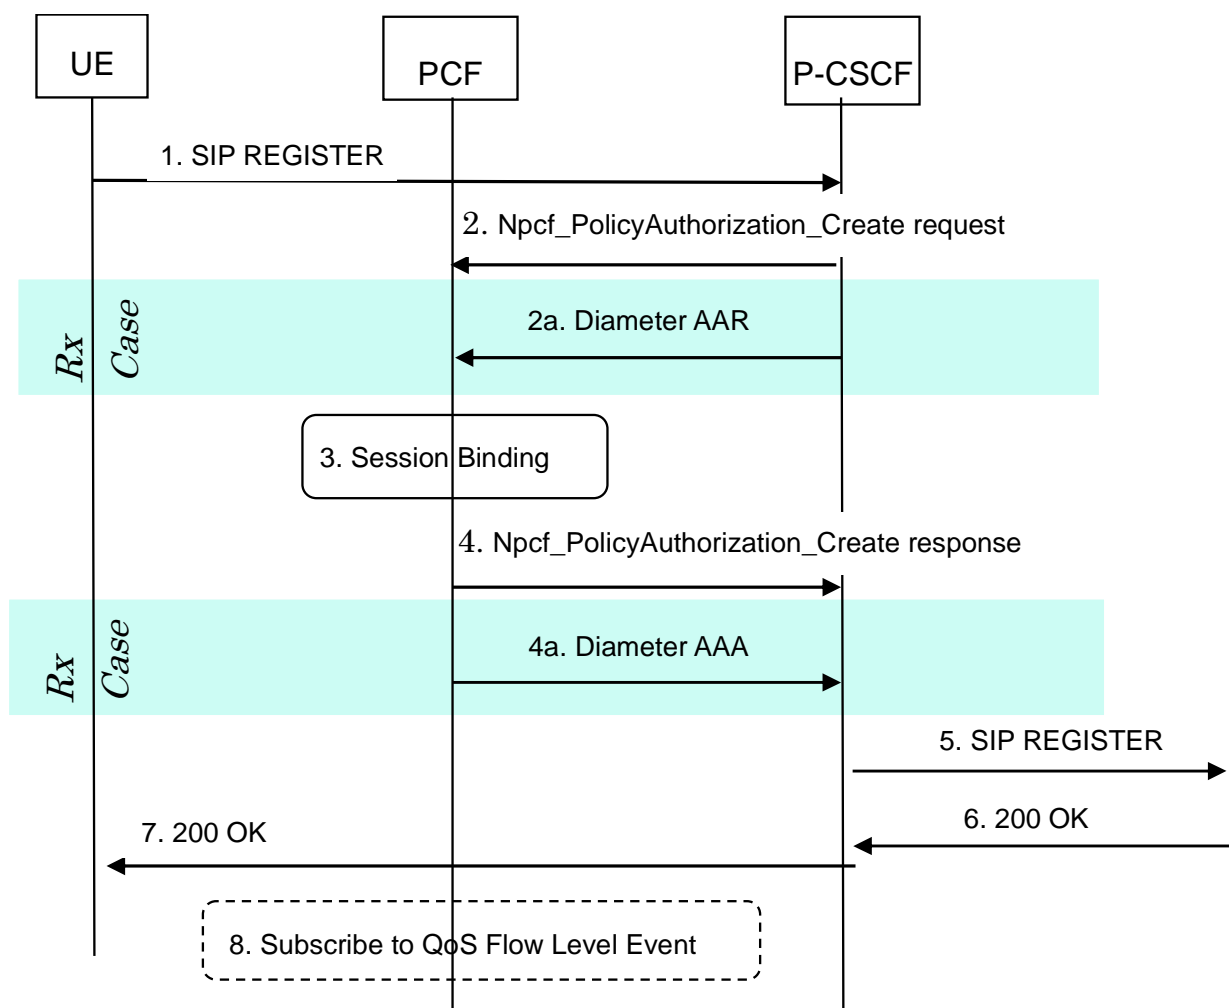 UE
PCF
P-CSCF
1. SIP REGISTER
2. Npcf_PolicyAuthorization_Create request
Rx
Case
2a. Diameter AAR
3. Session Binding
4. Npcf_PolicyAuthorization_Create response
Rx
Case
4a. Diameter AAA
5. SIP REGISTER
6. 200 OK
7. 200 OK
8. Subscribe to QoS Flow Level Event